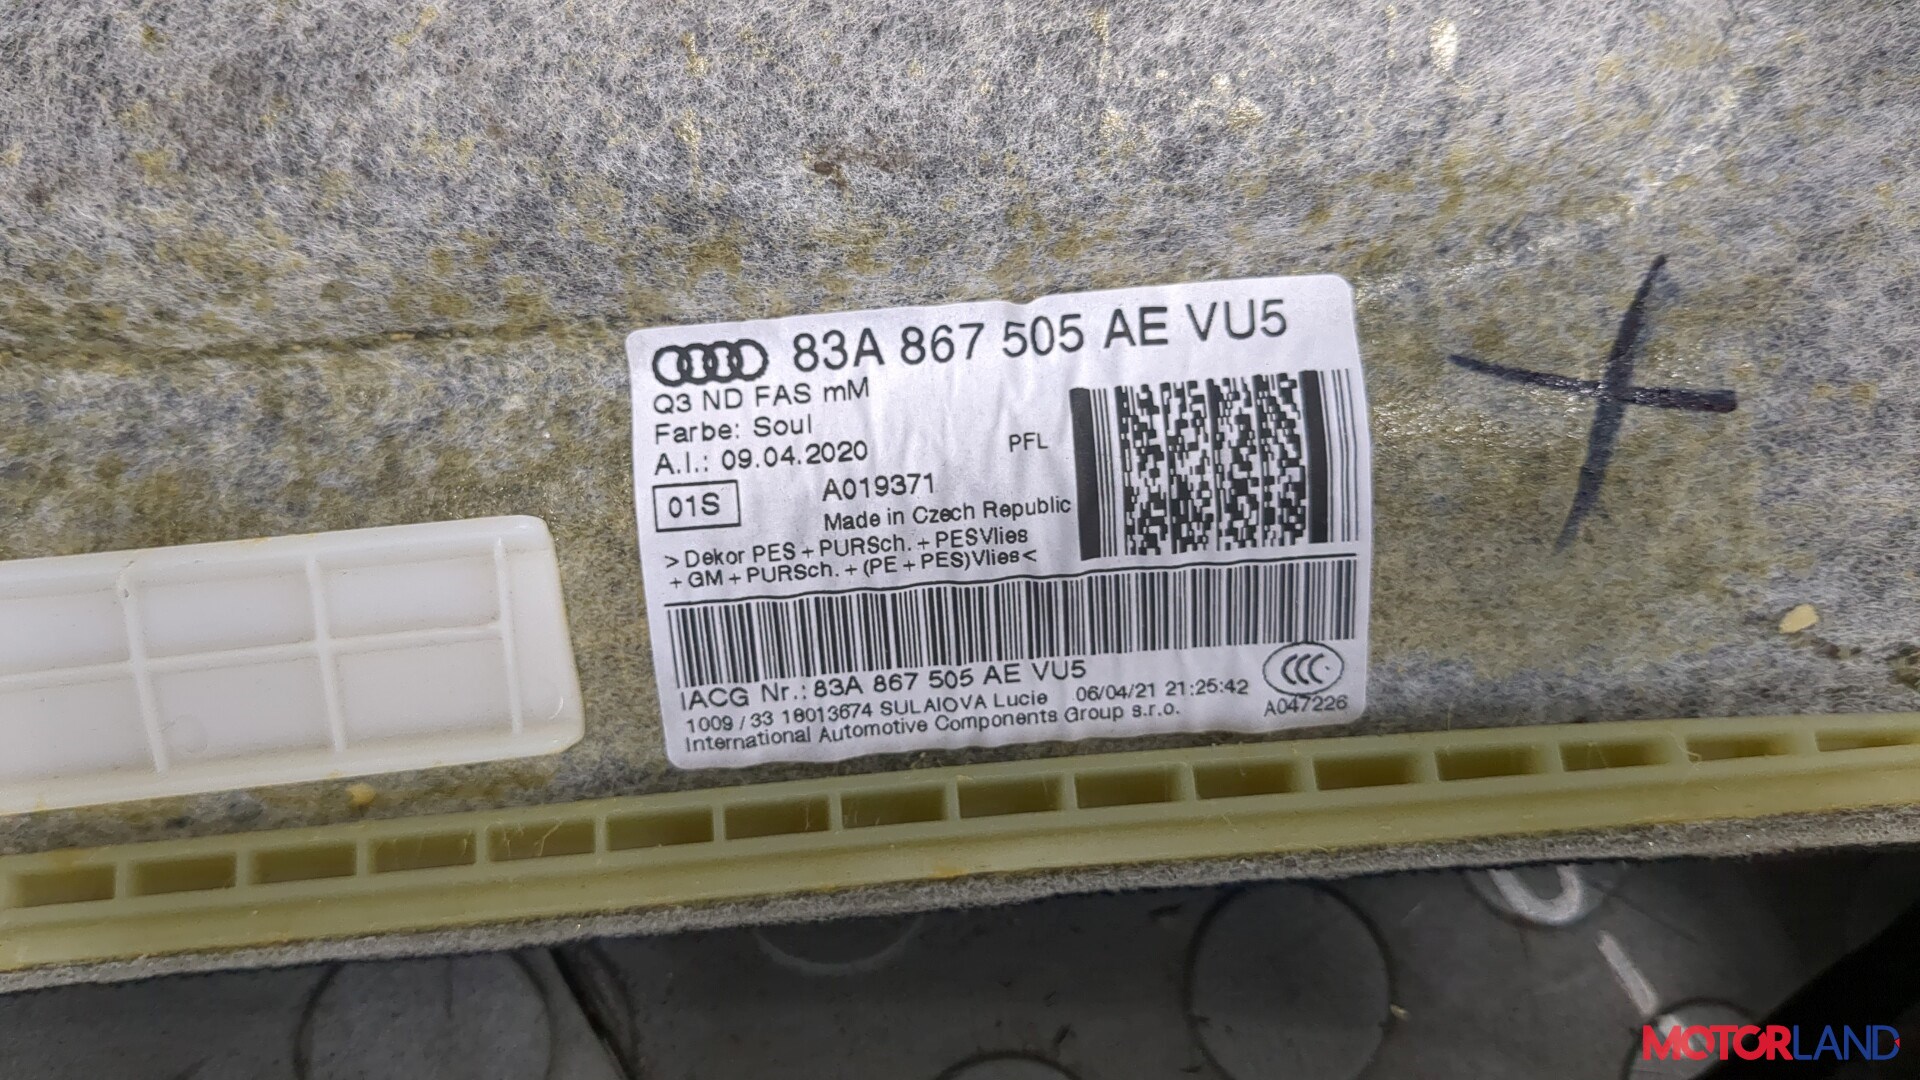 83A 867 505 AE VU5
Q3 ND FAS mM
Farbe: Soul
A.I.: 09.04.2020
PFL
01S
A019371
Made in Czech Republic
>Dekor PES + PURSch. + PESVlies
+ GM + PURSch. + (PE + PES)Vlies<
IACG Nr.: 83A 867 505 AE VU5
1009 / 33 18013674 SULAIOVA Lucie 06/04/21 21:25:42
International Automotive Components Group s.r.o.
CCC
A047226
MOTORLAND